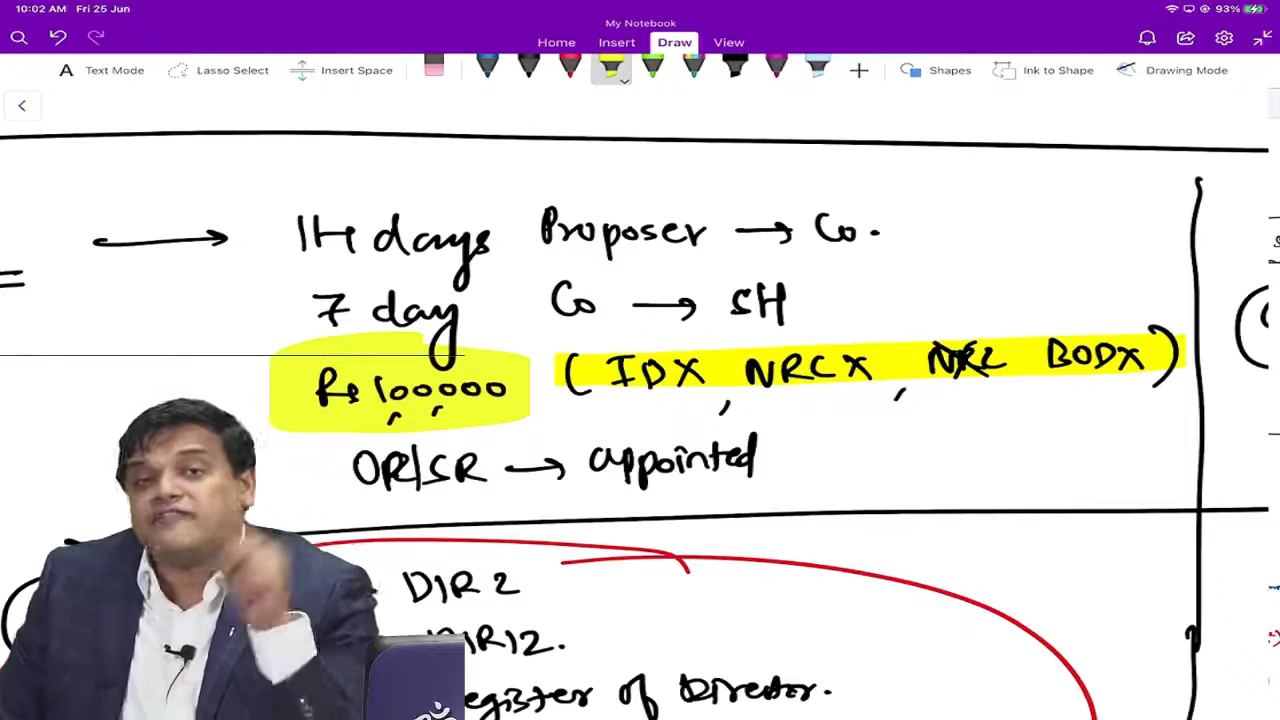 10:02 AM Fri 25 Jun 93%
My Notebook
Home Insert Draw View
Text Mode Lasso Select Insert Space Shapes Ink to Shape Drawing Mode
14 days Proposer → Co.
7 day Co → SH
Rs 100000 (IDX, NRCX, BODX)
OR/SR → appointed
DIR 2
DIR12.
egister of Director.